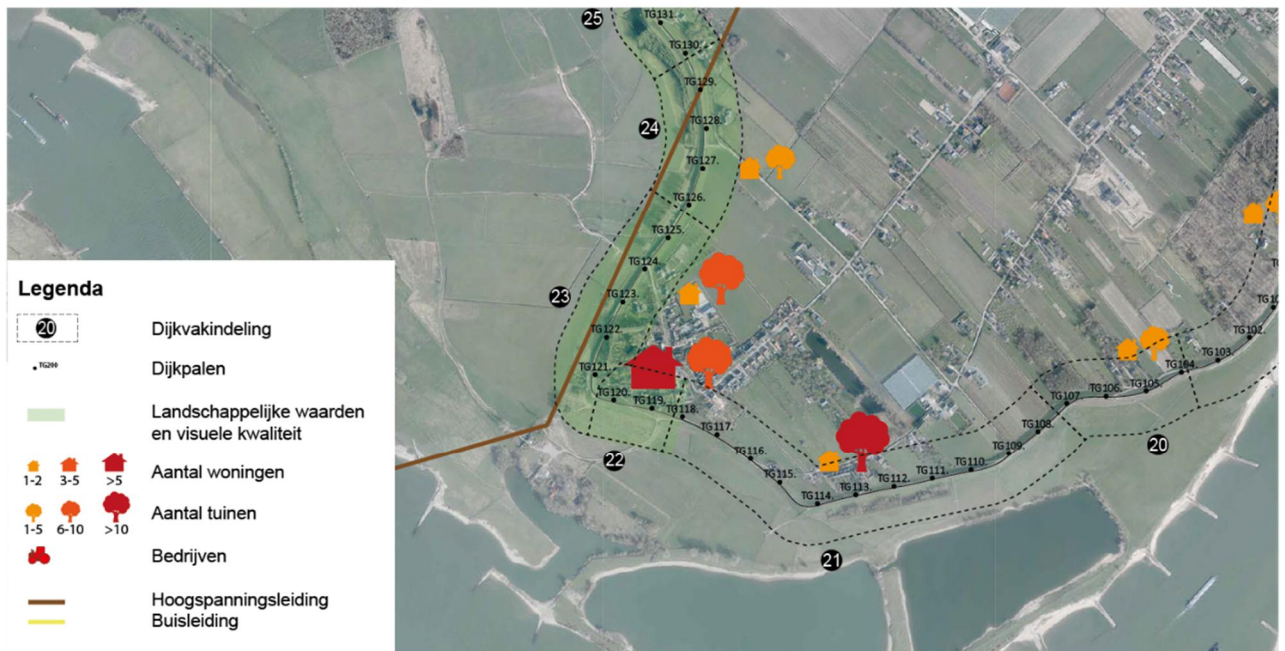 25
TG131.
TG130.
TG129.
24
TG128.
TG127.
TG126.
TG125.
TG124.
23
TG123.
TG122.
TG121.
TG120.
TG119.
TG118.
TG117.
22
TG116.
TG115.
TG114.
TG113.
TG112.
TG111.
TG110.
TG109.
TG108.
TG107.
TG106.
TG105.
TG104.
TG103.
TG102.
20
21
Legenda
20 Dijkvakindeling
TG200 Dijkpalen
Landschappelijke waarden
en visuele kwaliteit
Aantal woningen
1-2 3-5 >5
Aantal tuinen
1-5 6-10 >10
Bedrijven
Hoogspanningsleiding
Buisleiding